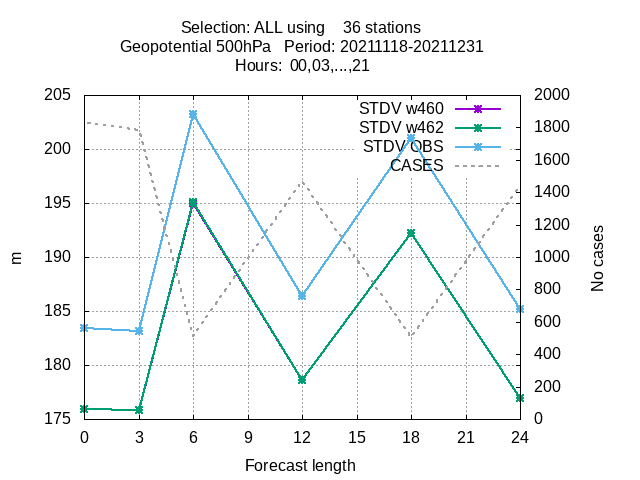 Selection: ALL using    36 stations
Geopotential 500hPa   Period: 20211118-20211231
Hours:  00,03,...,21
205
200
195
190
185
180
175
2000
1800
1600
1400
1200
1000
800
600
400
200
0
STDV w460
STDV w462
STDV OBS
CASES
m
No cases
0 3 6 9 12 15 18 21 24
Forecast length